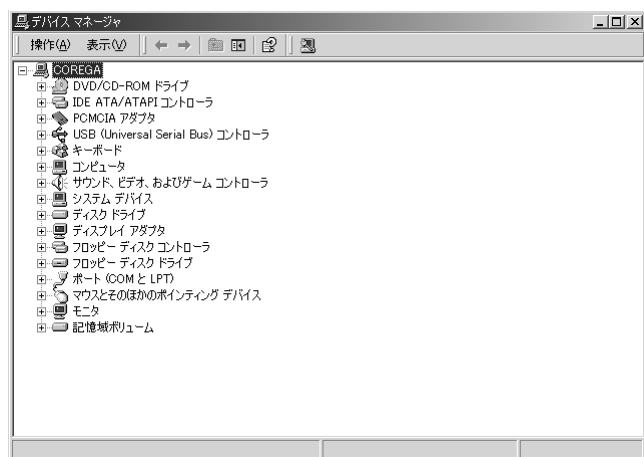 デバイス マネージャ
操作(A) 表示(V)
COREGA
DVD/CD-ROM ドライブ
IDE ATA/ATAPI コントローラ
PCMCIA アダプタ
USB (Universal Serial Bus) コントローラ
キーボード
コンピュータ
サウンド、ビデオ、およびゲーム コントローラ
システム デバイス
ディスク ドライブ
ディスプレイ アダプタ
フロッピー ディスク コントローラ
フロッピー ディスク ドライブ
ポート (COM と LPT)
マウスとそのほかのポインティング デバイス
モニタ
記憶域ボリューム